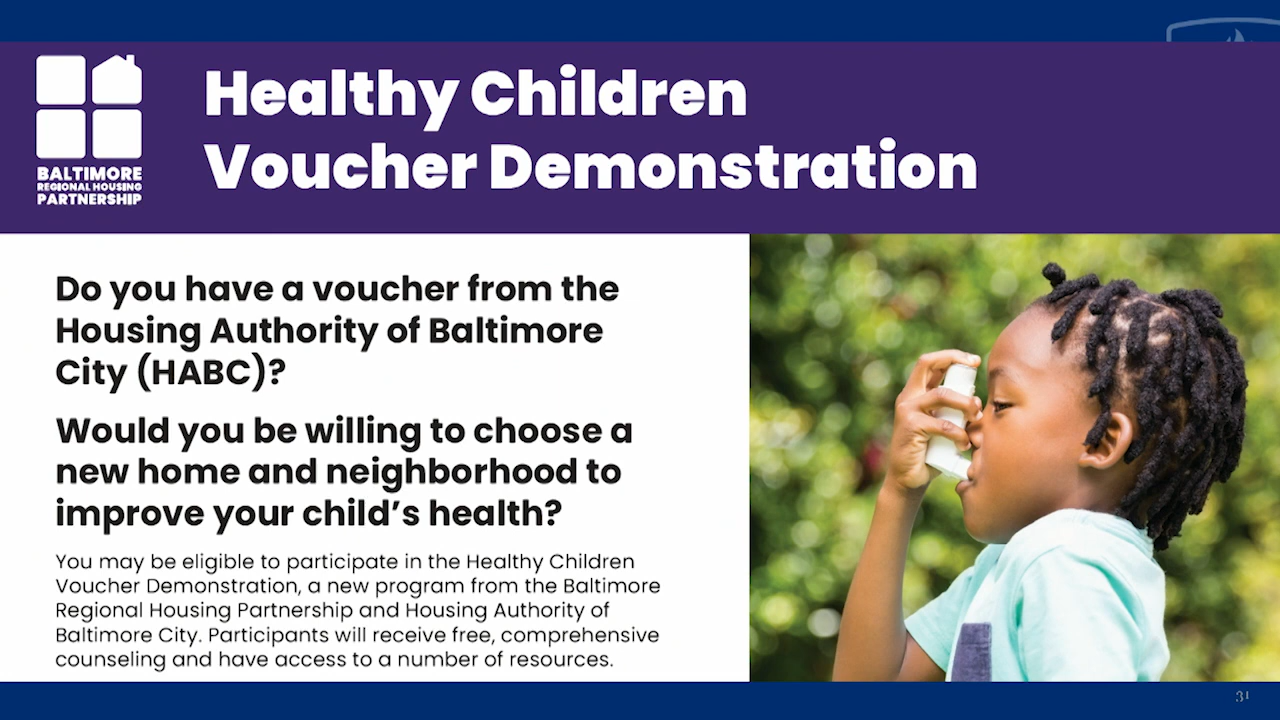 Healthy Children
Voucher Demonstration
BALTIMORE
REGIONAL HOUSING
PARTNERSHIP
Do you have a voucher from the
Housing Authority of Baltimore
City (HABC)?
Would you be willing to choose a
new home and neighborhood to
improve your child's health?
You may be eligible to participate in the Healthy Children
Voucher Demonstration, a new program from the Baltimore
Regional Housing Partnership and Housing Authority of
Baltimore City. Participants will receive free, comprehensive
counseling and have access to a number of resources.
31